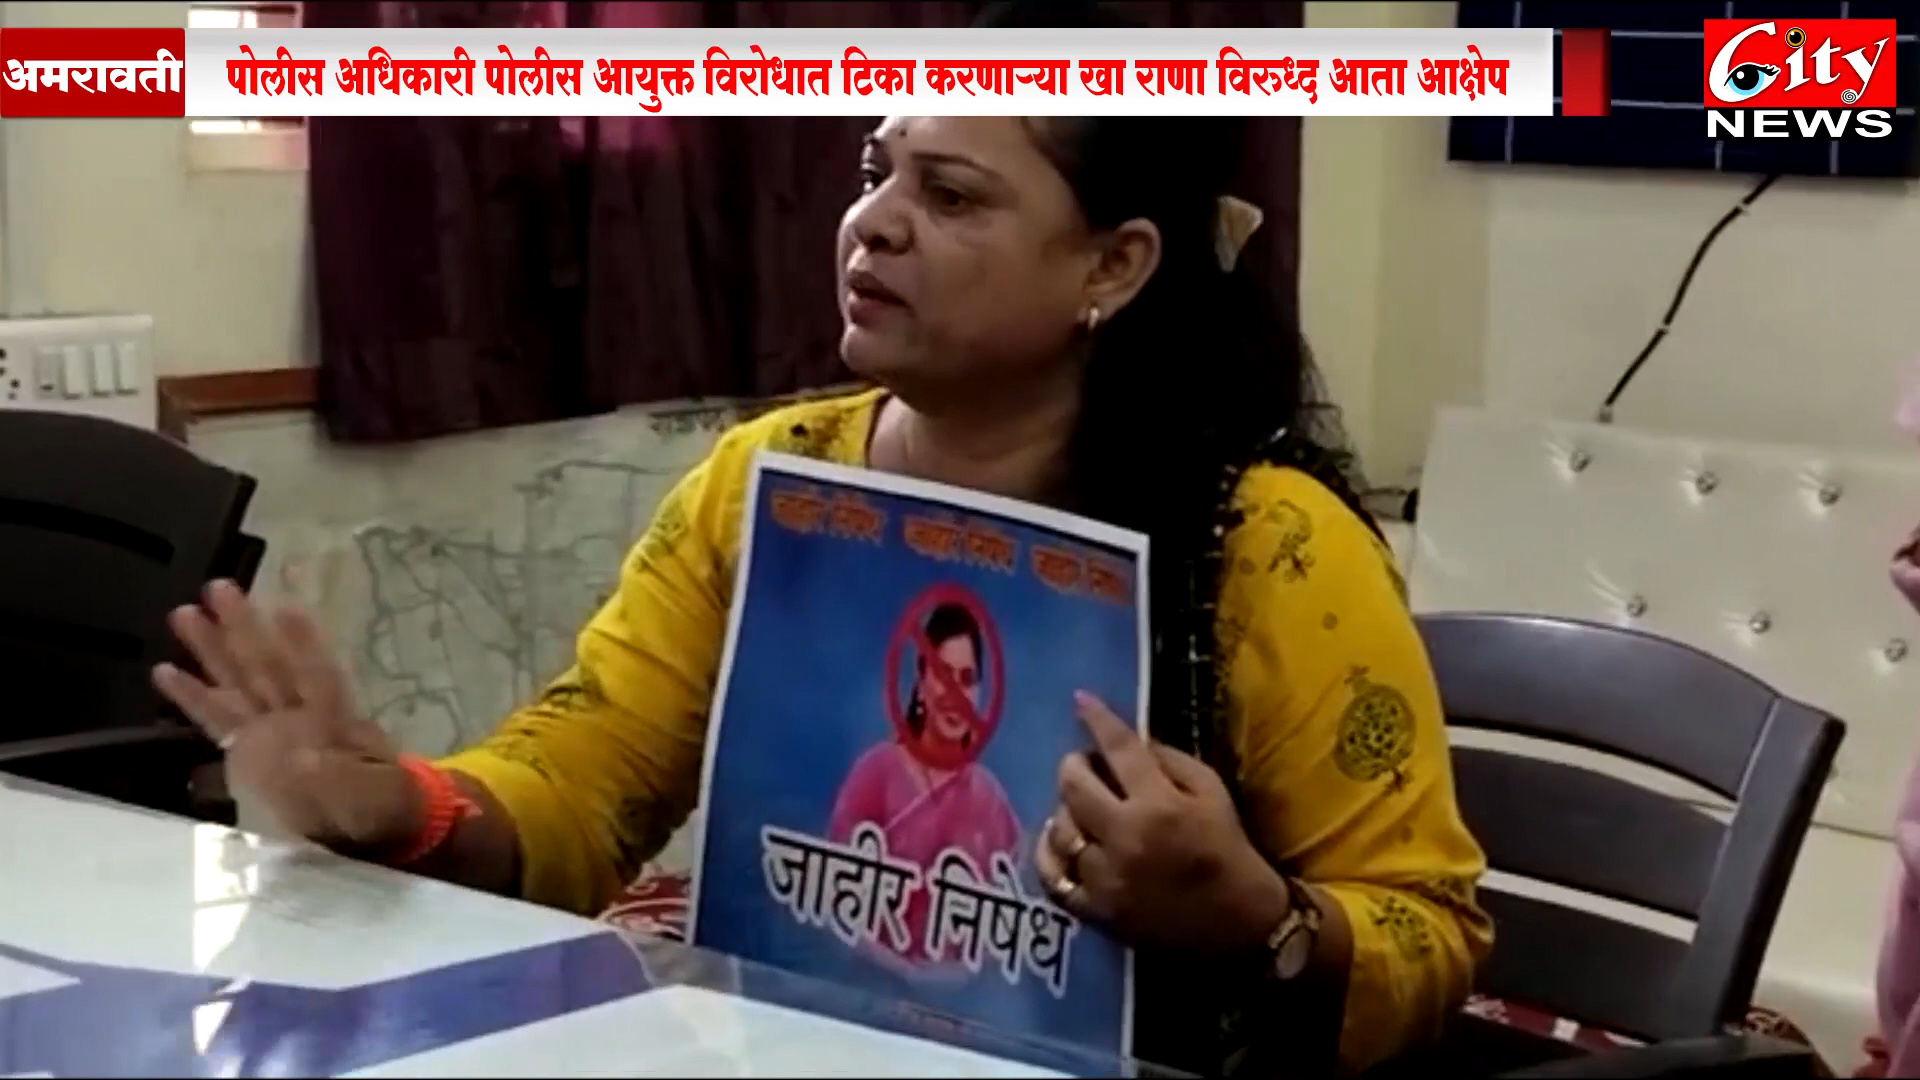 अमरावती
पोलीस अधिकारी पोलीस आयुक्त विरोधात टिका करणाऱ्या खा राणा विरुध्द आता आक्षेप
City
NEWS
जाहीर निषेध जाहीर निषेध जाहीर निषेध
जाहीर निषेध